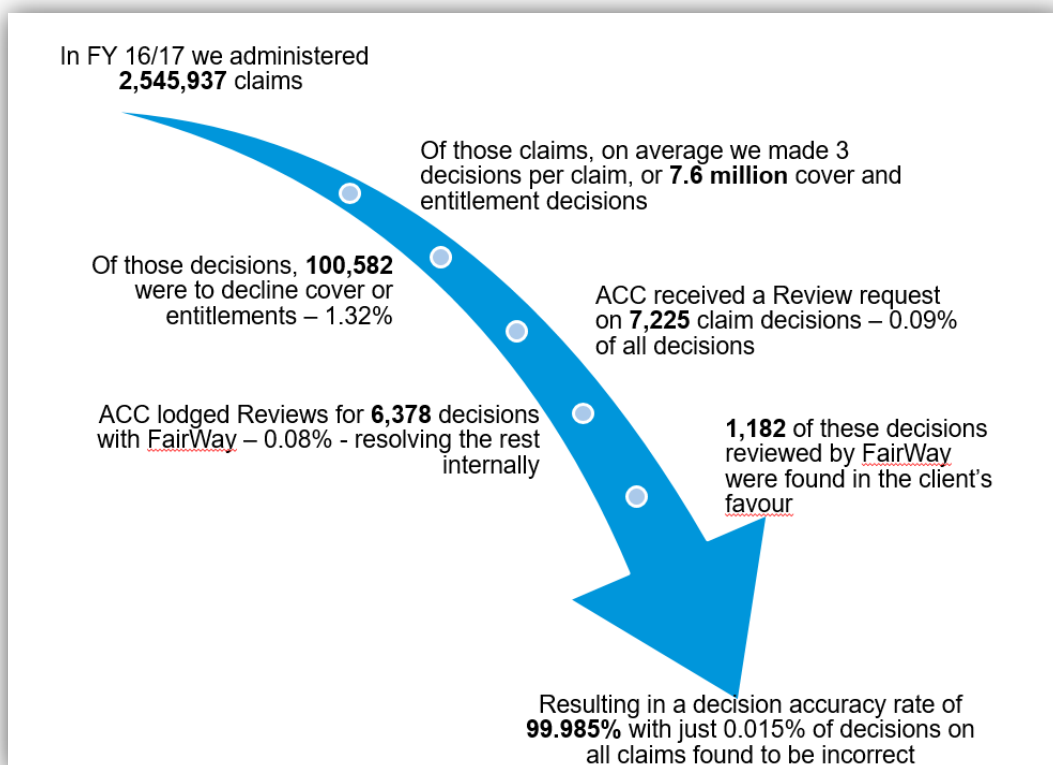 In FY 16/17 we administered
2,545,937 claims
Of those claims, on average we made 3
decisions per claim, or 7.6 million cover and
entitlement decisions
Of those decisions, 100,582
were to decline cover or
entitlements – 1.32%
ACC received a Review request
on 7,225 claim decisions – 0.09%
of all decisions
ACC lodged Reviews for 6,378 decisions
with FairWay – 0.08% - resolving the rest
internally
1,182 of these decisions
reviewed by FairWay
were found in the client’s
favour
Resulting in a decision accuracy rate of
99.985% with just 0.015% of decisions on
all claims found to be incorrect